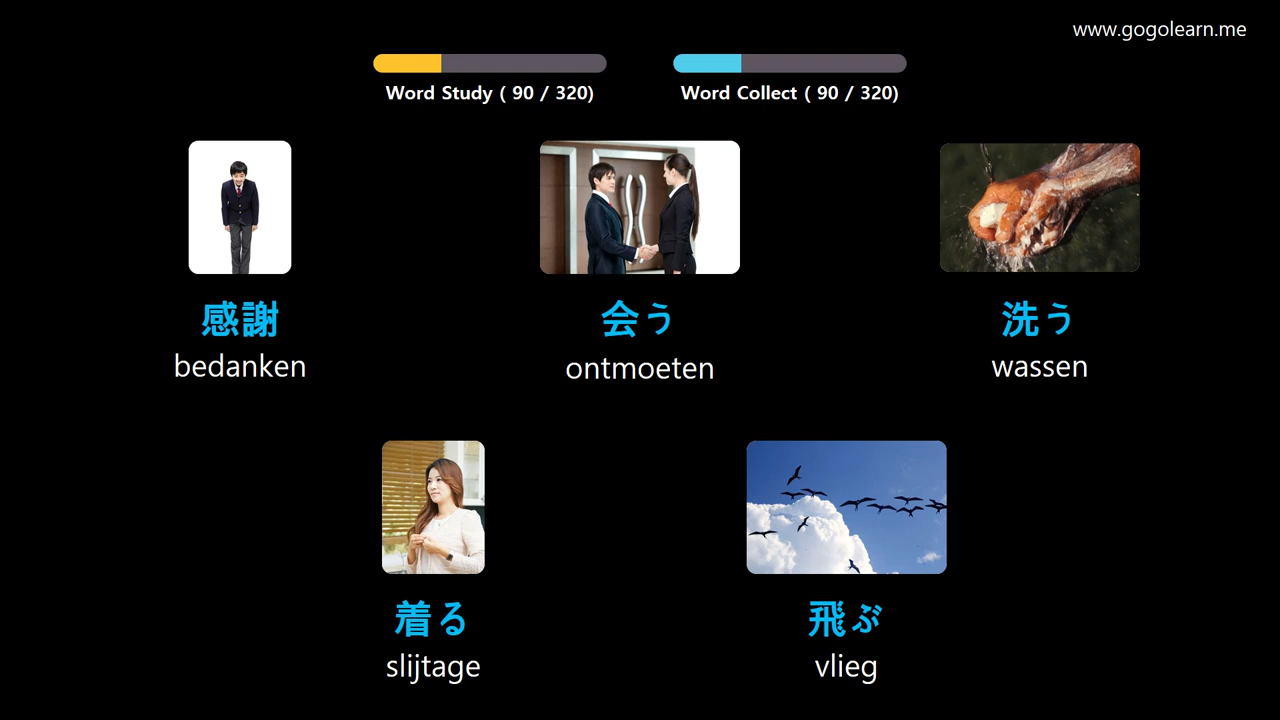 www.gogolearn.me
Word Study ( 90 / 320)
Word Collect ( 90 / 320)
感謝
bedanken
会う
ontmoeten
洗う
wassen
着る
slijtage
飛ぶ
vlieg